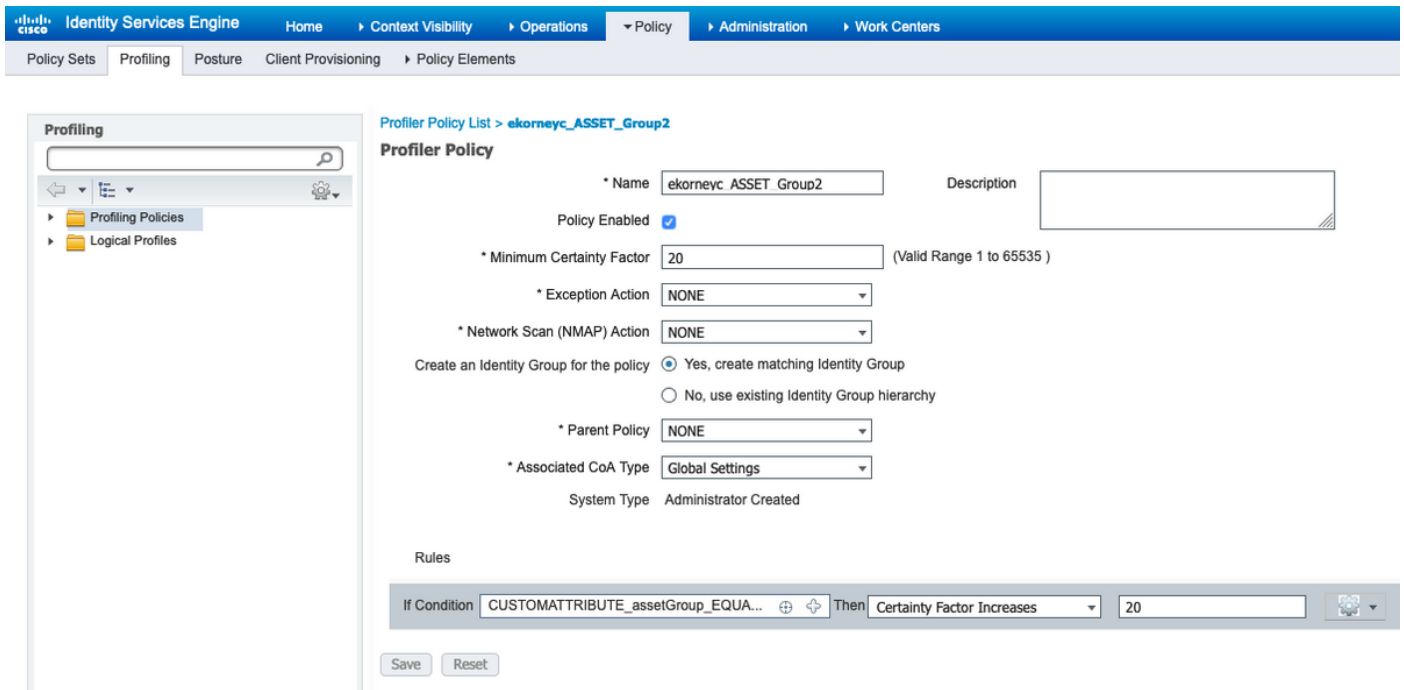 cisco Identity Services Engine Home Context Visibility Operations Policy Administration Work Centers
Policy Sets Profiling Posture Client Provisioning Policy Elements
Profiling
Profiling Policies
Logical Profiles
Profiler Policy List > ekorneyc_ASSET_Group2
Profiler Policy
* Name ekorneyc_ASSET_Group2 Description
Policy Enabled
* Minimum Certainty Factor 20 (Valid Range 1 to 65535 )
* Exception Action NONE
* Network Scan (NMAP) Action NONE
Create an Identity Group for the policy Yes, create matching Identity Group
No, use existing Identity Group hierarchy
* Parent Policy NONE
* Associated CoA Type Global Settings
System Type Administrator Created
Rules
If Condition CUSTOMATTRIBUTE_assetGroup_EQUA... Then Certainty Factor Increases 20
Save Reset